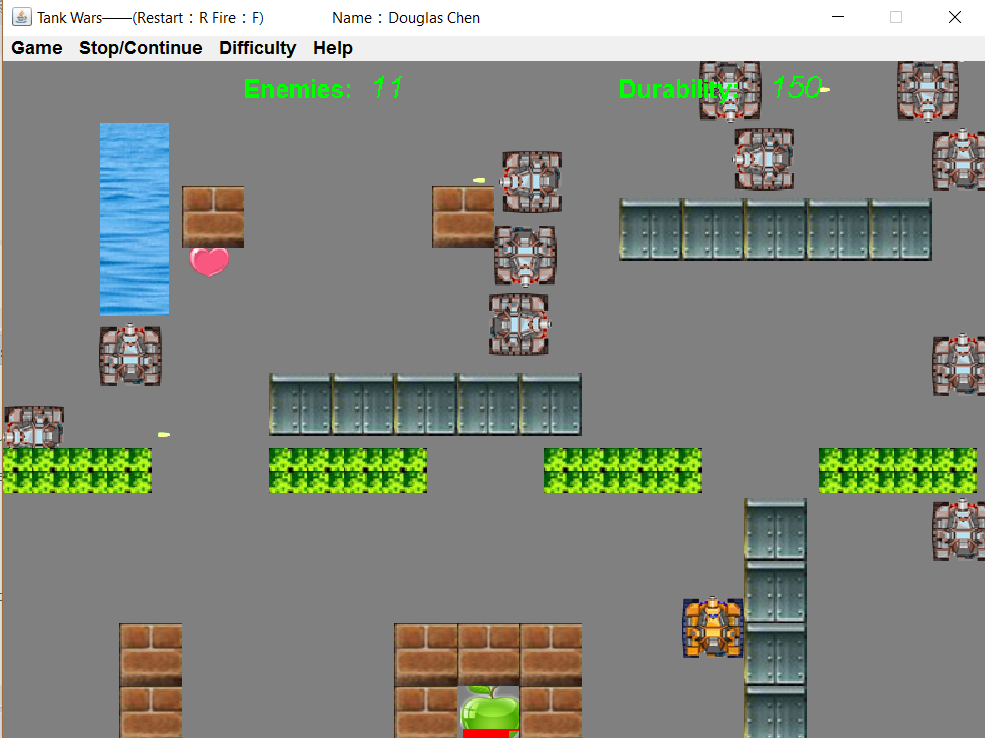 Tank Wars——(Restart：R Fire：F) Name：Douglas Chen
Game Stop/Continue Difficulty Help
Enemies: 11 Durability: 150